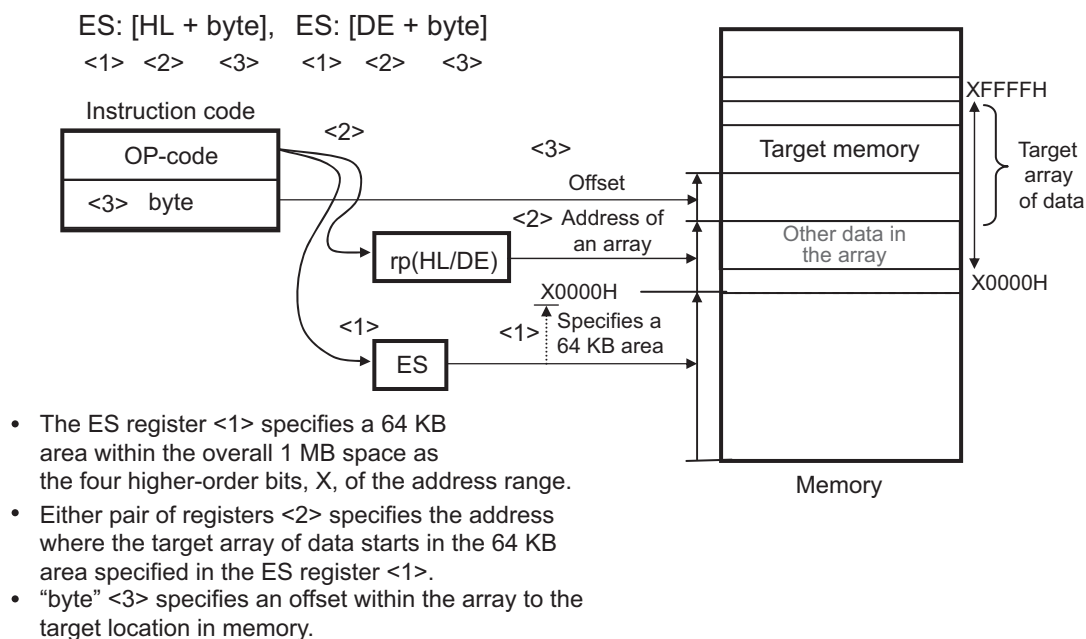 ES: [HL + byte], ES: [DE + byte]
<1> <2> <3> <1> <2> <3>
Instruction code
OP-code
<3> byte
<2>
<3>
Offset
<2> Address of
an array
rp(HL/DE)
X0000H
<1>
<1>
Specifies a
64 KB area
ES
XFFFFH
Target memory
Target
array
of data
Other data in
the array
X0000H
Memory
• The ES register <1> specifies a 64 KB
area within the overall 1 MB space as
the four higher-order bits, X, of the address range.
• Either pair of registers <2> specifies the address
where the target array of data starts in the 64 KB
area specified in the ES register <1>.
• “byte” <3> specifies an offset within the array to the
target location in memory.